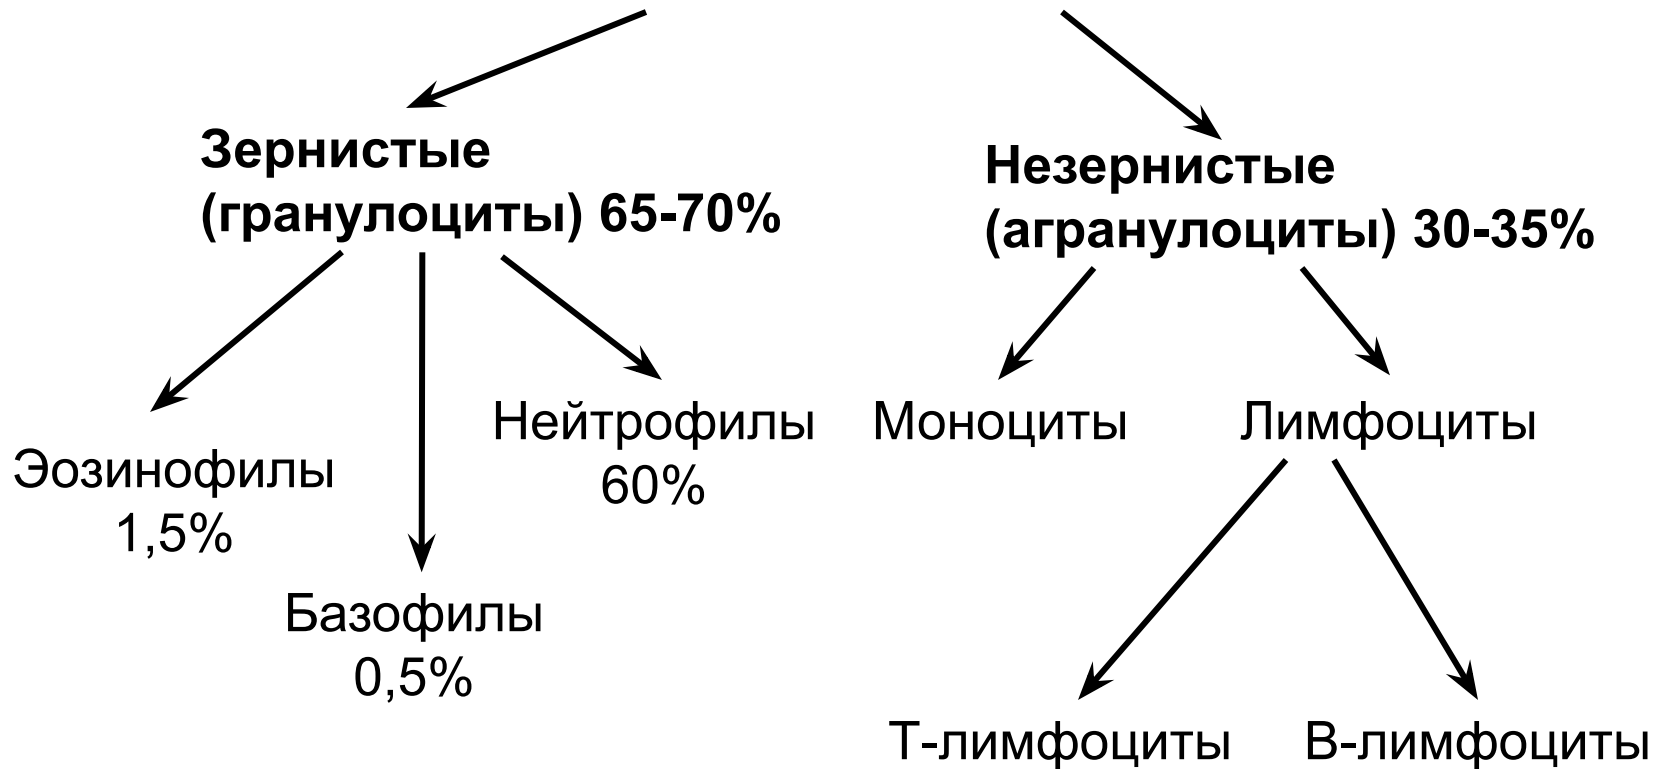 Зернистые
(гранулоциты) 65-70%
Незернистые
(агранулоциты) 30-35%
Эозинофилы
1,5%
Базофилы
0,5%
Нейтрофилы
60%
Моноциты
Лимфоциты
Т-лимфоциты
В-лимфоциты